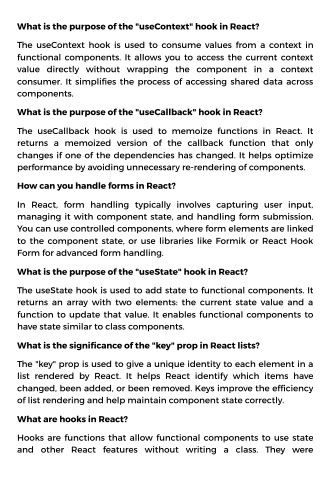 What is the purpose of the "useContext" hook in React?
The useContext hook is used to consume values from a context in
functional components. It allows you to access the current context
value directly without wrapping the component in a context
consumer. It simplifies the process of accessing shared data across
components.
What is the purpose of the "useCallback" hook in React?
The useCallback hook is used to memoize functions in React. It
returns a memoized version of the callback function that only
changes if one of the dependencies has changed. It helps optimize
performance by avoiding unnecessary re-rendering of components.
How can you handle forms in React?
In React, form handling typically involves capturing user input,
managing it with component state, and handling form submission.
You can use controlled components, where form elements are linked
to the component state, or use libraries like Formik or React Hook
Form for advanced form handling.
What is the purpose of the "useState" hook in React?
The useState hook is used to add state to functional components. It
returns an array with two elements: the current state value and a
function to update that value. It enables functional components to
have state similar to class components.
What is the significance of the "key" prop in React lists?
The "key" prop is used to give a unique identity to each element in a
list rendered by React. It helps React identify which items have
changed, been added, or been removed. Keys improve the efficiency
of list rendering and help maintain component state correctly.
What are hooks in React?
Hooks are functions that allow functional components to use state
and other React features without writing a class. They were